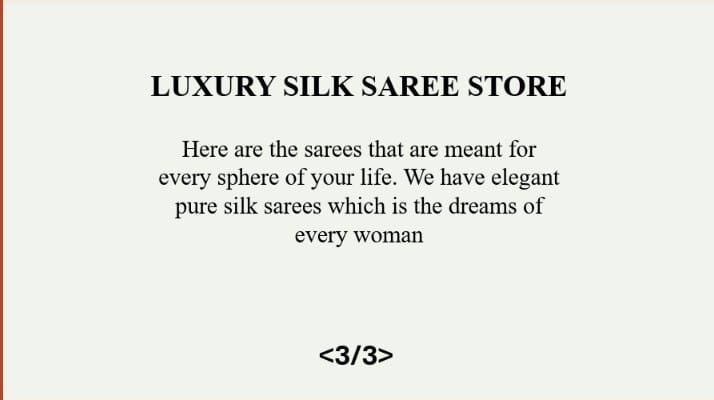 LUXURY SILK SAREE STORE
Here are the sarees that are meant for
every sphere of your life. We have elegant
pure silk sarees which is the dreams of
every woman
<3/3>